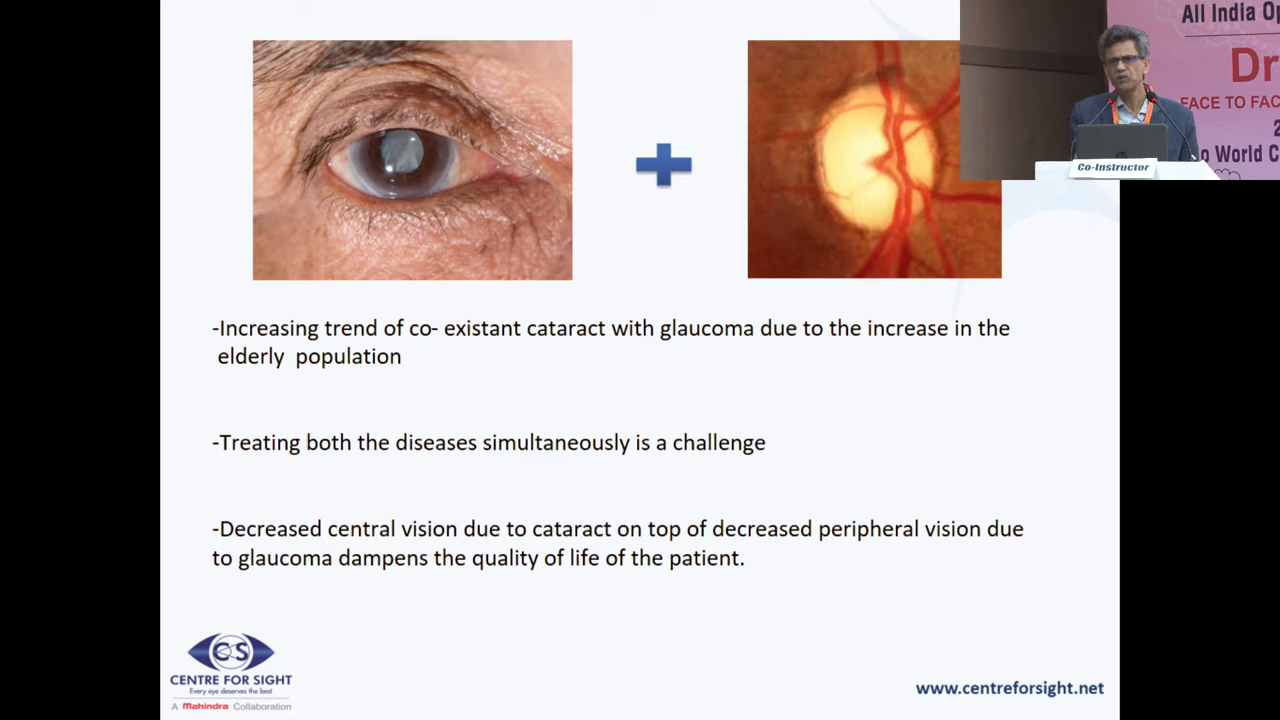 All India Op
Dr
FACE TO FAC
2
o World C
Co-Instructor
-Increasing trend of co- existant cataract with glaucoma due to the increase in the
elderly population
-Treating both the diseases simultaneously is a challenge
-Decreased central vision due to cataract on top of decreased peripheral vision due
to glaucoma dampens the quality of life of the patient.
CFS
CENTRE FOR SIGHT
Every eye deserves the best
A Mahindra Collaboration
www.centreforsight.net